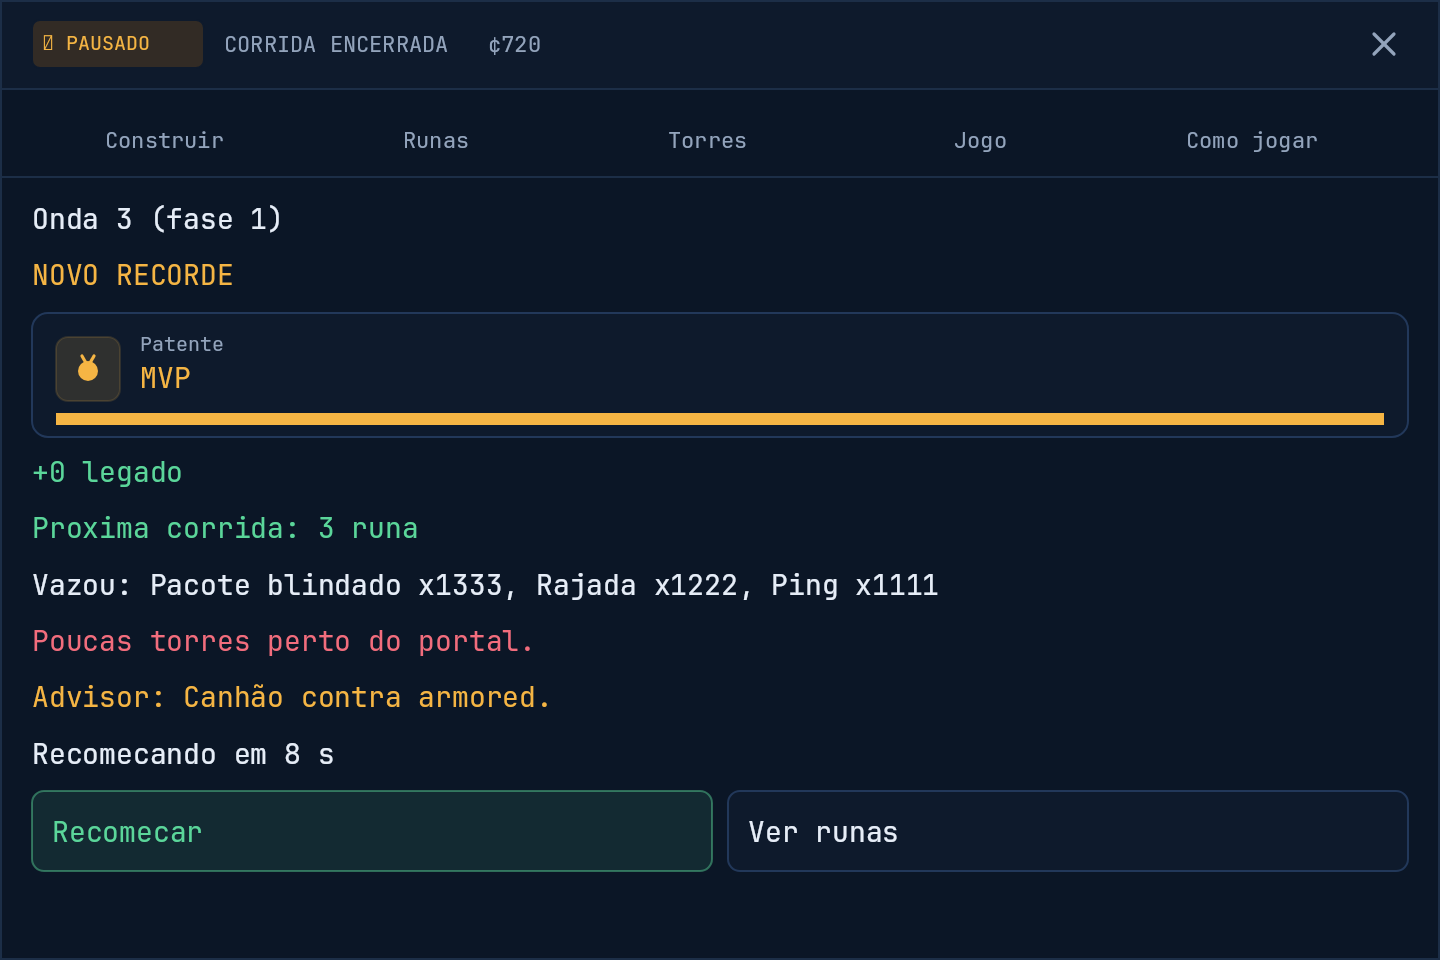 PAUSADO CORRIDA ENCERRADA ¢720
Construir Runas Torres Jogo Como jogar
Onda 3 (fase 1)
NOVO RECORDE
Patente
MVP
+0 legado
Proxima corrida: 3 runa
Vazou: Pacote blindado x1333, Rajada x1222, Ping x1111
Poucas torres perto do portal.
Advisor: Canhão contra armored.
Recomecando em 8 s
Recomecar Ver runas